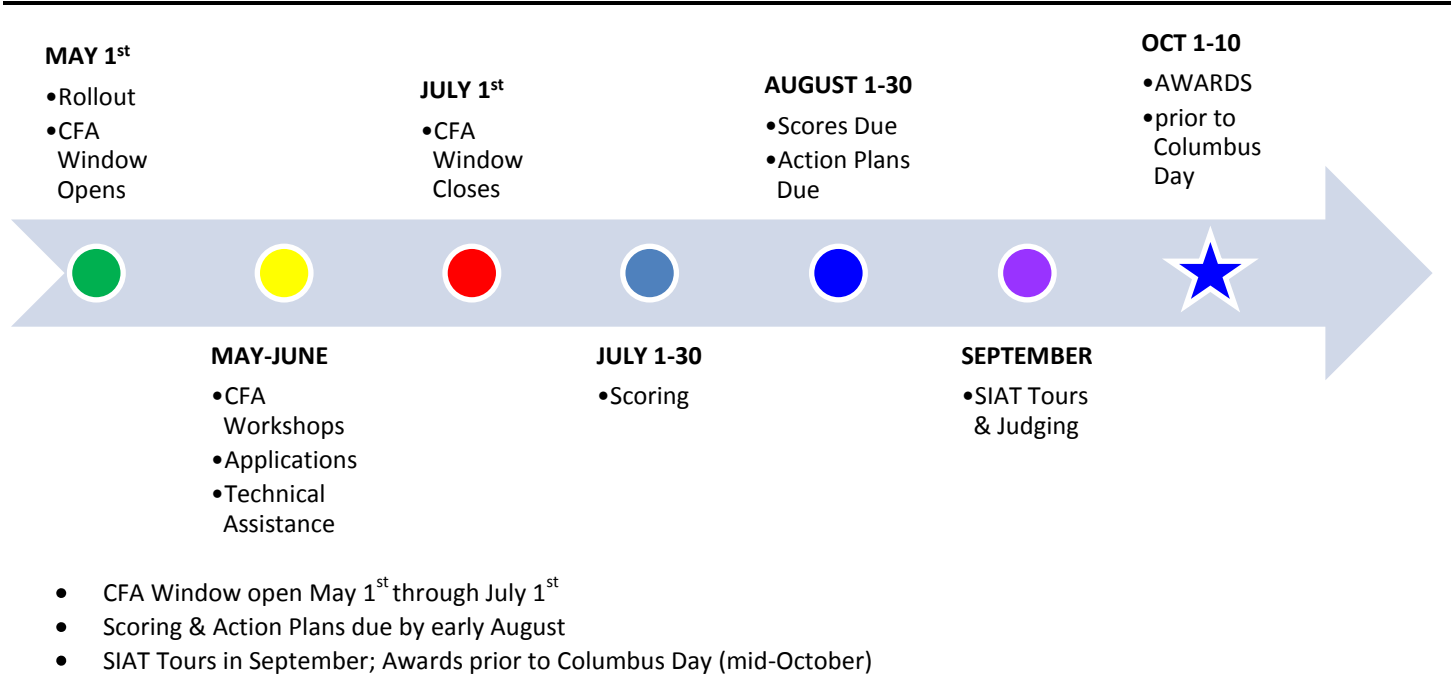 MAY 1st
•Rollout
•CFA
Window
Opens
JULY 1st
•CFA
Window
Closes
AUGUST 1-30
•Scores Due
•Action Plans
Due
OCT 1-10
•AWARDS
•prior to
Columbus
Day
MAY-JUNE
•CFA
Workshops
•Applications
•Technical
Assistance
JULY 1-30
•Scoring
SEPTEMBER
•SIAT Tours
& Judging
• CFA Window open May 1st through July 1st
• Scoring & Action Plans due by early August
• SIAT Tours in September; Awards prior to Columbus Day (mid-October)